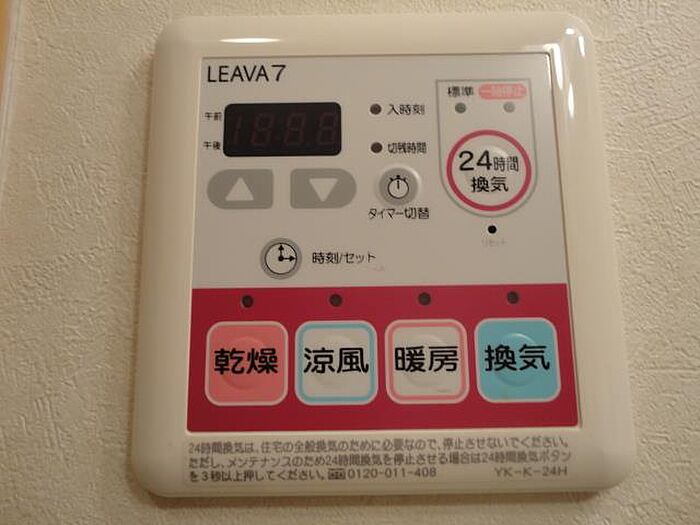 LEAVA7
午前
午後
入時刻
切残時間
タイマー切替
標準 一時停止
24時間
換気
リセット
時刻/セット
乾燥 涼風 暖房 換気
24時間換気は、住宅の全般換気のために必要なので、停止させないでください。
ただし、メンテナンスのため24時間換気を停止させる場合は24時間換気ボタン
を3秒以上押してください。 0120-011-408 YK-K-24H